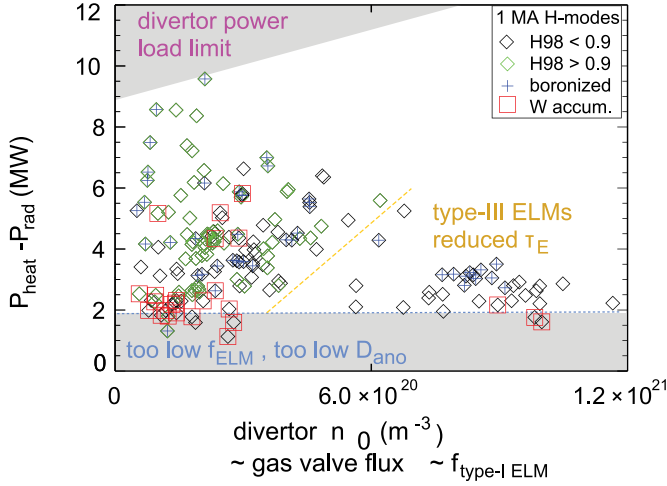 divertor power
load limit
1 MA H-modes
H98 < 0.9
H98 > 0.9
boronized
W accum.
12
10
8
6
4
2
0
P_heat - P_rad (MW)
type-III ELMs
reduced τ_E
too low f_ELM , too low D_ano
0
6.0 ×10^20
1.2 ×10^21
divertor n_0 (m^-3)
~ gas valve flux ~ f_type-I ELM